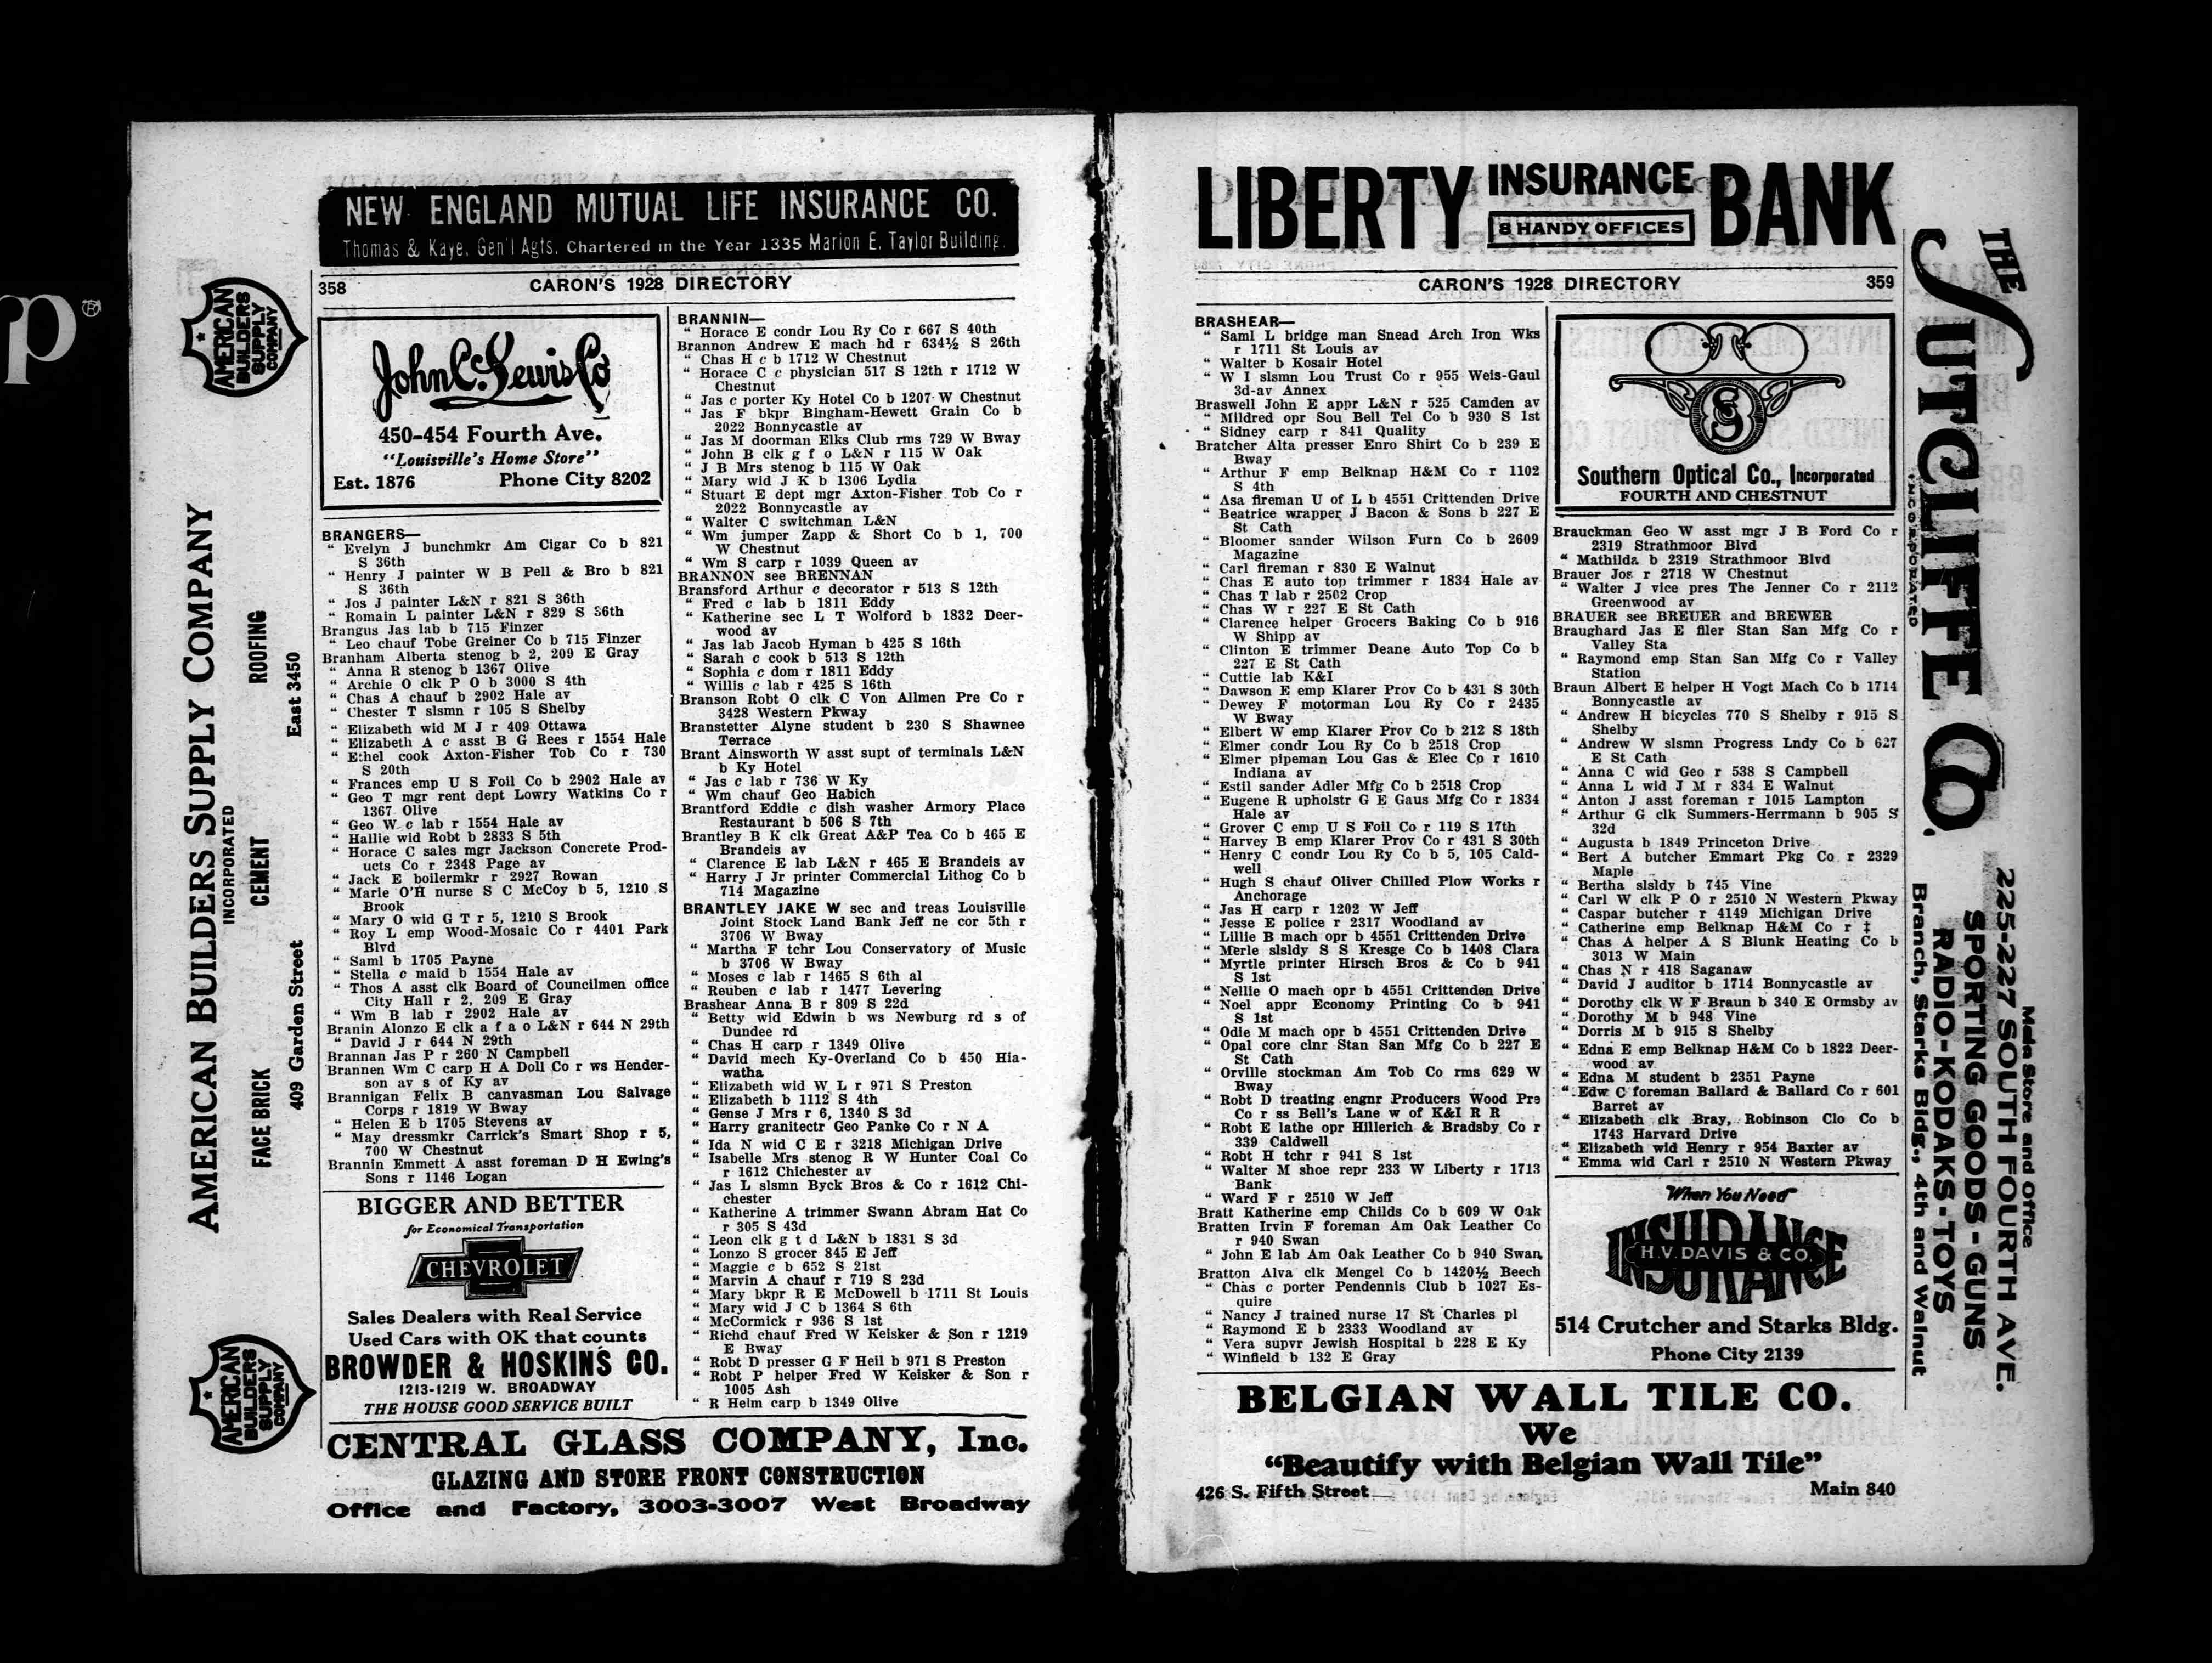 p®
NEW ENGLAND MUTUAL LIFE INSURANCE CO.
Thomas & Kaye, Gen'l Agts. Chartered in the Year 1335 Marion E. Taylor Building.
358 CARON'S 1928 DIRECTORY
AMERICAN BUILDERS SUPPLY COMPANY
AMERICAN BUILDERS SUPPLY COMPANY
INCORPORATED
FACE BRICK CEMENT ROOFING
409 Garden Street East 3450
AMERICAN BUILDERS SUPPLY COMPANY
John C. Lewis Co
450-454 Fourth Ave.
"Louisville's Home Store"
Est. 1876 Phone City 8202
BRANGERS—
" Evelyn J bunchmkr Am Cigar Co b 821
S 36th
" Henry J painter W B Pell & Bro b 821
S 36th
" Jos J painter L&N r 821 S 36th
" Romain L painter L&N r 829 S 36th
Brangus Jas lab b 715 Finzer
" Leo chauf Tobe Greiner Co b 715 Finzer
Branham Alberta stenog b 2, 209 E Gray
" Anna R stenog b 1367 Olive
" Archie O clk P O b 3000 S 4th
" Chas A chauf b 2902 Hale av
" Chester T slsmn r 105 S Shelby
" Elizabeth wid M J r 409 Ottawa
" Elizabeth A c asst B G Rees r 1554 Hale
" Ethel cook Axton-Fisher Tob Co r 730
S 20th
" Frances emp U S Foil Co b 2902 Hale av
" Geo T mgr rent dept Lowry Watkins Co r
1367 Olive
" Geo W c lab r 1554 Hale av
" Hallie wid Robt b 2833 S 5th
" Horace C sales mgr Jackson Concrete Prod-
ucts Co r 2348 Page av
" Jack E boilermkr r 2927 Rowan
" Marie O'H nurse S C McCoy b 5, 1210 S
Brook
" Mary O wid G T r 5, 1210 S Brook
" Roy L emp Wood-Mosaic Co r 4401 Park
Blvd
" Saml b 1705 Payne
" Stella c maid b 1554 Hale av
" Thos A asst clk Board of Councilmen office
City Hall r 2, 209 E Gray
" Wm B lab r 2902 Hale av
Branin Alonzo E clk a f a o L&N r 644 N 29th
" David J r 644 N 29th
Brannan Jas P r 260 N Campbell
Brannen Wm C carp H A Doll Co r ws Hender-
son av s of Ky av
Brannigan Felix B canvasman Lou Salvage
Corps r 1819 W Bway
" Helen E b 1705 Stevens av
" May dressmkr Carrick's Smart Shop r 5,
700 W Chestnut
Brannin Emmett A asst foreman D H Ewing's
Sons r 1146 Logan
BIGGER AND BETTER
for Economical Transportation
CHEVROLET
Sales Dealers with Real Service
Used Cars with OK that counts
BROWDER & HOSKINS CO.
1213-1219 W. BROADWAY
THE HOUSE GOOD SERVICE BUILT
BRANNIN—
" Horace E condr Lou Ry Co r 667 S 40th
Brannon Andrew E mach hd r 634½ S 26th
" Chas H c b 1712 W Chestnut
" Horace C c physician 517 S 12th r 1712 W
Chestnut
" Jas c porter Ky Hotel Co b 1207 W Chestnut
" Jas F bkpr Bingham-Hewett Grain Co b
2022 Bonnycastle av
" Jas M doorman Elks Club rms 729 W Bway
" John B clk g f o L&N r 115 W Oak
" J B Mrs stenog b 115 W Oak
" Mary wid J K b 1306 Lydia
" Stuart E dept mgr Axton-Fisher Tob Co r
2022 Bonnycastle av
" Walter C switchman L&N
" Wm jumper Zapp & Short Co b 1, 700
W Chestnut
" Wm S carp r 1039 Queen av
BRANNON see BRENNAN
Bransford Arthur c decorator r 513 S 12th
" Fred c lab b 1811 Eddy
" Katherine sec L T Wolford b 1832 Deer-
wood av
" Jas lab Jacob Hyman b 425 S 16th
" Sarah c cook b 513 S 12th
" Sophia c dom r 1811 Eddy
" Willis c lab r 425 S 16th
Branson Robt O clk C Von Allmen Pre Co r
3428 Western Pkway
Branstetter Alyne student b 230 S Shawnee
Terrace
Brant Ainsworth W asst supt of terminals L&N
b Ky Hotel
" Jas c lab r 736 W Ky
" Wm chauf Geo Habich
Brantford Eddie c dish washer Armory Place
Restaurant b 506 S 7th
Brantley B K clk Great A&P Tea Co b 465 E
Brandeis av
" Clarence E lab L&N r 465 E Brandeis av
" Harry J Jr printer Commercial Lithog Co b
714 Magazine
BRANTLEY JAKE W sec and treas Louisville
Joint Stock Land Bank Jeff ne cor 5th r
3706 W Bway
" Martha F tchr Lou Conservatory of Music
b 3706 W Bway
" Moses c lab r 1465 S 6th al
" Reuben c lab r 1477 Levering
Brashear Anna B r 809 S 22d
" Betty wid Edwin b ws Newburg rd s of
Dundee rd
" Chas H carp r 1349 Olive
" David mech Ky-Overland Co b 450 Hia-
watha
" Elizabeth wid W L r 971 S Preston
" Elizabeth b 1112 S 4th
" Gense J Mrs r 6, 1340 S 3d
" Harry granitectr Geo Panke Co r N A
" Ida N wid C E r 3218 Michigan Drive
" Isabelle Mrs stenog R W Hunter Coal Co
r 1612 Chichester av
" Jas L slsmn Byck Bros & Co r 1612 Chi-
chester
" Katherine A trimmer Swann Abram Hat Co
r 305 S 43d
" Leon clk g t d L&N b 1831 S 3d
" Lonzo S grocer 845 E Jeff
" Maggie c b 652 S 21st
" Marvin A chauf r 719 S 23d
" Mary bkpr R E McDowell b 1711 St Louis
" Mary wid J C b 1364 S 6th
" McCormick r 936 S 1st
" Richd chauf Fred W Keisker & Son r 1219
E Bway
" Robt D presser G F Heil b 971 S Preston
" Robt P helper Fred W Keisker & Son r
1005 Ash
" R Helm carp b 1349 Olive
CENTRAL GLASS COMPANY, Inc.
GLAZING AND STORE FRONT CONSTRUCTION
Office and Factory, 3003-3007 West Broadway
LIBERTY INSURANCE BANK
8 HANDY OFFICES
CARON'S 1928 DIRECTORY 359
BRASHEAR—
" Saml L bridge man Snead Arch Iron Wks
r 1711 St Louis av
" Walter b Kosair Hotel
" W I slsmn Lou Trust Co r 955 Weis-Gaul
3d-av Annex
Braswell John E appr L&N r 525 Camden av
" Mildred opr Sou Bell Tel Co b 930 S 1st
" Sidney carp r 841 Quality
Bratcher Alta presser Enro Shirt Co b 239 E
Bway
" Arthur F emp Belknap H&M Co r 1102
S 4th
" Asa fireman U of L b 4551 Crittenden Drive
" Beatrice wrapper J Bacon & Sons b 227 E
St Cath
" Bloomer sander Wilson Furn Co b 2609
Magazine
" Carl fireman r 830 E Walnut
" Chas E auto top trimmer r 1834 Hale av
" Chas T lab r 2502 Crop
" Chas W r 227 E St Cath
" Clarence helper Grocers Baking Co b 916
W Shipp av
" Clinton E trimmer Deane Auto Top Co b
227 E St Cath
" Cuttie lab K&I
" Dawson E emp Klarer Prov Co b 431 S 30th
" Dewey F motorman Lou Ry Co r 2435
W Bway
" Elbert W emp Klarer Prov Co b 212 S 18th
" Elmer condr Lou Ry Co b 2518 Crop
" Elmer pipeman Lou Gas & Elec Co r 1610
Indiana av
" Estil sander Adler Mfg Co b 2518 Crop
" Eugene R upholstr G E Gaus Mfg Co r 1834
Hale av
" Grover C emp U S Foil Co r 119 S 17th
" Harvey B emp Klarer Prov Co r 431 S 30th
" Henry C condr Lou Ry Co b 5, 105 Cald-
well
" Hugh S chauf Oliver Chilled Plow Works r
Anchorage
" Jas H carp r 1202 W Jeff
" Jesse E police r 2317 Woodland av
" Lillie B mach opr b 4551 Crittenden Drive
" Merle slsldy S S Kresge Co b 1408 Clara
" Myrtle printer Hirsch Bros & Co b 941
S 1st
" Nellie O mach opr b 4551 Crittenden Drive
" Noel appr Economy Printing Co b 941
S 1st
" Odie M mach opr b 4551 Crittenden Drive
" Opal core clnr Stan San Mfg Co b 227 E
St Cath
" Orville stockman Am Tob Co rms 629 W
Bway
" Robt D treating engnr Producers Wood Pre
Co r ss Bell's Lane w of K&I R R
" Robt E lathe opr Hillerich & Bradsby Co r
339 Caldwell
" Robt H tchr r 941 S 1st
" Walter M shoe repr 233 W Liberty r 1713
Bank
" Ward F r 2510 W Jeff
Bratt Katherine emp Childs Co b 609 W Oak
Bratten Irvin F foreman Am Oak Leather Co
r 940 Swan
" John E lab Am Oak Leather Co b 940 Swan
Bratton Alva clk Mengel Co b 1420½ Beech
" Chas c porter Pendennis Club b 1027 Es-
quire
" Nancy J trained nurse 17 St Charles pl
" Raymond E b 2333 Woodland av
" Vera supvr Jewish Hospital b 228 E Ky
" Winfield b 132 E Gray
Southern Optical Co., Incorporated
FOURTH AND CHESTNUT
Brauckman Geo W asst mgr J B Ford Co r
2319 Strathmoor Blvd
" Mathilda b 2319 Strathmoor Blvd
Brauer Jos r 2718 W Chestnut
" Walter J vice pres The Jenner Co r 2112
Greenwood av
BRAUER see BREUER and BREWER
Braughard Jas E filer Stan San Mfg Co r
Valley Sta
" Raymond emp Stan San Mfg Co r Valley
Station
Braun Albert E helper H Vogt Mach Co b 1714
Bonnycastle av
" Andrew H bicycles 770 S Shelby r 915 S
Shelby
" Andrew W slsmn Progress Lndy Co b 627
E St Cath
" Anna C wid Geo r 538 S Campbell
" Anna L wid J M r 834 E Walnut
" Anton J asst foreman r 1015 Lampton
" Arthur G clk Summers-Herrmann b 905 S
32d
" Augusta b 1849 Princeton Drive
" Bert A butcher Emmart Pkg Co r 2329
Maple
" Bertha slsldy b 745 Vine
" Carl W clk P O r 2510 N Western Pkway
" Caspar butcher r 4149 Michigan Drive
" Catherine emp Belknap H&M Co r ‡
" Chas A helper A S Blunk Heating Co b
3013 W Main
" Chas N r 418 Saganaw
" David J auditor b 1714 Bonnycastle av
" Dorothy clk W F Braun b 340 E Ormsby av
" Dorothy M b 948 Vine
" Dorris M b 915 S Shelby
" Edna E emp Belknap H&M Co b 1822 Deer-
wood av
" Edna M student b 2351 Payne
" Edw C foreman Ballard & Ballard Co r 601
Barret av
" Elizabeth clk Bray, Robinson Clo Co b
1743 Harvard Drive
" Elizabeth wid Henry r 954 Baxter av
" Emma wid Carl r 2510 N Western Pkway
When You Need
INSURANCE
H.V. DAVIS & CO.
514 Crutcher and Starks Bldg.
Phone City 2139
BELGIAN WALL TILE CO.
We
"Beautify with Belgian Wall Tile"
426 S. Fifth Street Main 840
THE SUTCLIFFE CO.
INCORPORATED
Main Store and Office
225-227 SOUTH FOURTH AVE.
SPORTING GOODS - GUNS
RADIO - KODAKS - TOYS
Branch, Starks Bldg., 4th and Walnut